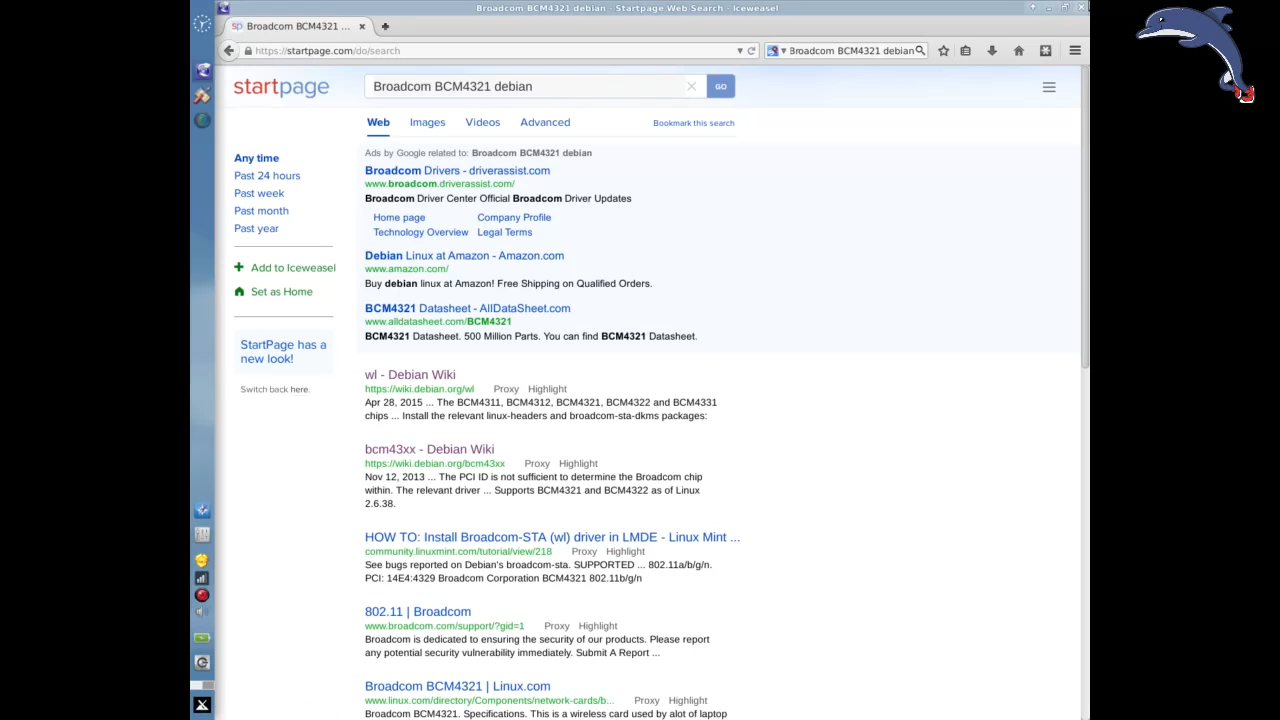 Broadcom BCM4321 debian - Startpage Web Search - Iceweasel
sp Broadcom BCM4321 ...
https://startpage.com/do/search
Broadcom BCM4321 debian
startpage
Broadcom BCM4321 debian
GO
Web Images Videos Advanced
Bookmark this search
Any time
Past 24 hours
Past week
Past month
Past year
Add to Iceweasel
Set as Home
StartPage has a
new look!
Switch back here.
Ads by Google related to: Broadcom BCM4321 debian
Broadcom Drivers - driverassist.com
www.broadcom.driverassist.com/
Broadcom Driver Center Official Broadcom Driver Updates
Home page Company Profile
Technology Overview Legal Terms
Debian Linux at Amazon - Amazon.com
www.amazon.com/
Buy debian linux at Amazon! Free Shipping on Qualified Orders.
BCM4321 Datasheet - AllDataSheet.com
www.alldatasheet.com/BCM4321
BCM4321 Datasheet. 500 Million Parts. You can find BCM4321 Datasheet.
wl - Debian Wiki
https://wiki.debian.org/wl Proxy Highlight
Apr 28, 2015 ... The BCM4311, BCM4312, BCM4321, BCM4322 and BCM4331
chips ... Install the relevant linux-headers and broadcom-sta-dkms packages:
bcm43xx - Debian Wiki
https://wiki.debian.org/bcm43xx Proxy Highlight
Nov 12, 2013 ... The PCI ID is not sufficient to determine the Broadcom chip
within. The relevant driver ... Supports BCM4321 and BCM4322 as of Linux
2.6.38.
HOW TO: Install Broadcom-STA (wl) driver in LMDE - Linux Mint ...
community.linuxmint.com/tutorial/view/218 Proxy Highlight
See bugs reported on Debian's broadcom-sta. SUPPORTED ... 802.11a/b/g/n.
PCI: 14E4:4329 Broadcom Corporation BCM4321 802.11b/g/n
802.11 | Broadcom
www.broadcom.com/support/?gid=1 Proxy Highlight
Broadcom is dedicated to ensuring the security of our products. Please report
any potential security vulnerability immediately. Submit A Report ...
Broadcom BCM4321 | Linux.com
www.linux.com/directory/Components/network-cards/b... Proxy Highlight
Broadcom BCM4321. Specifications. This is a wireless card used by alot of laptop